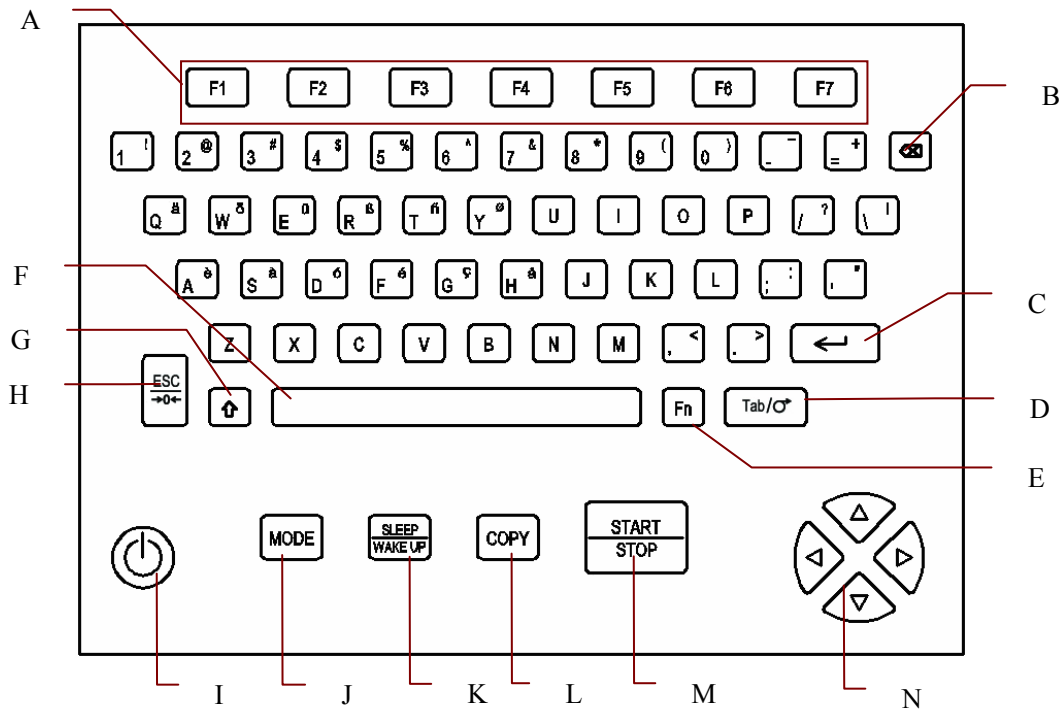 A
F1 F2 F3 F4 F5 F6 F7
B
1 ! 2 @ 3 # 4 $ 5 % 6 ^ 7 & 8 * 9 ( 0 ) - _ = +
Q ä W ö E ü R ß T ñ Y ø U I O P / ? \ |
F
A è S à D ó F é G ç H å J K L ; : ' "
G
Z X C V B N M , < . >
C
H
ESC
→0←
Fn Tab/
D
E
MODE
SLEEP
WAKE UP
COPY
START
STOP
I J K L M N